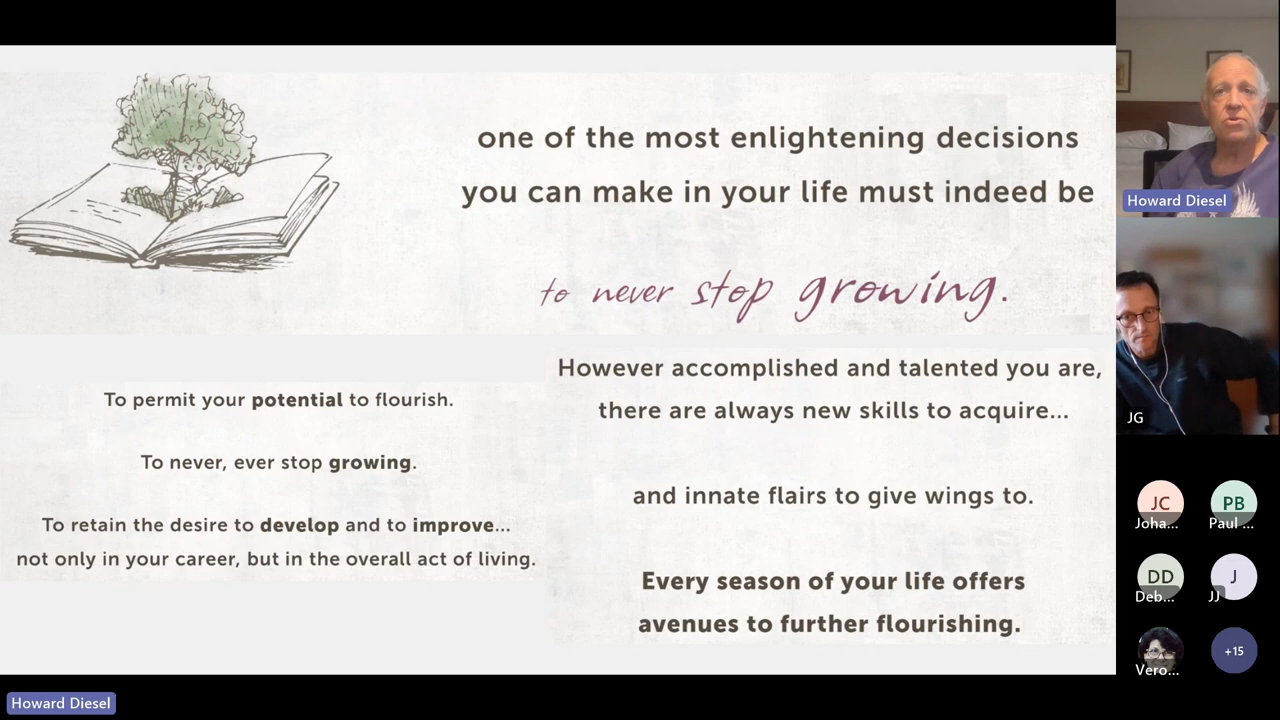 one of the most enlightening decisions
you can make in your life must indeed be
to never stop growing.
To permit your potential to flourish.
To never, ever stop growing.
To retain the desire to develop and to improve...
not only in your career, but in the overall act of living.
However accomplished and talented you are,
there are always new skills to acquire...
and innate flairs to give wings to.
Every season of your life offers
avenues to further flourishing.
Howard Diesel
JG
JC
Joha...
PB
Paul ...
DD
Deb...
J
JJ
Vero...
+15
Howard Diesel